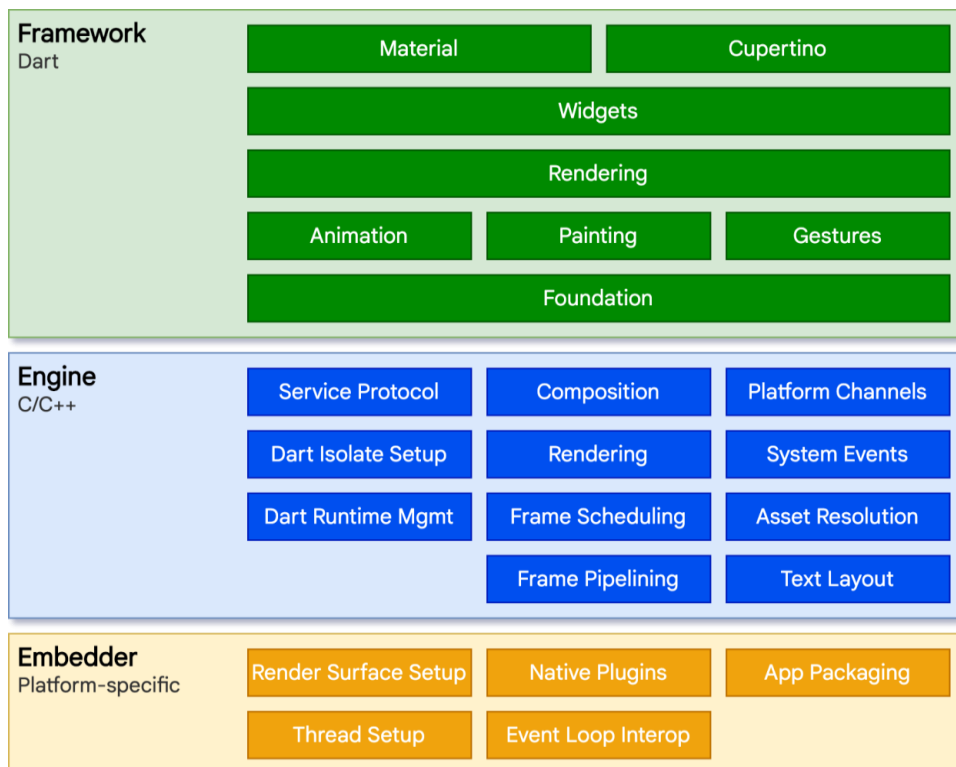 Framework
Dart
Material
Cupertino
Widgets
Rendering
Animation
Painting
Gestures
Foundation
Engine
C/C++
Service Protocol
Composition
Platform Channels
Dart Isolate Setup
Rendering
System Events
Dart Runtime Mgmt
Frame Scheduling
Asset Resolution
Frame Pipelining
Text Layout
Embedder
Platform-specific
Render Surface Setup
Native Plugins
App Packaging
Thread Setup
Event Loop Interop